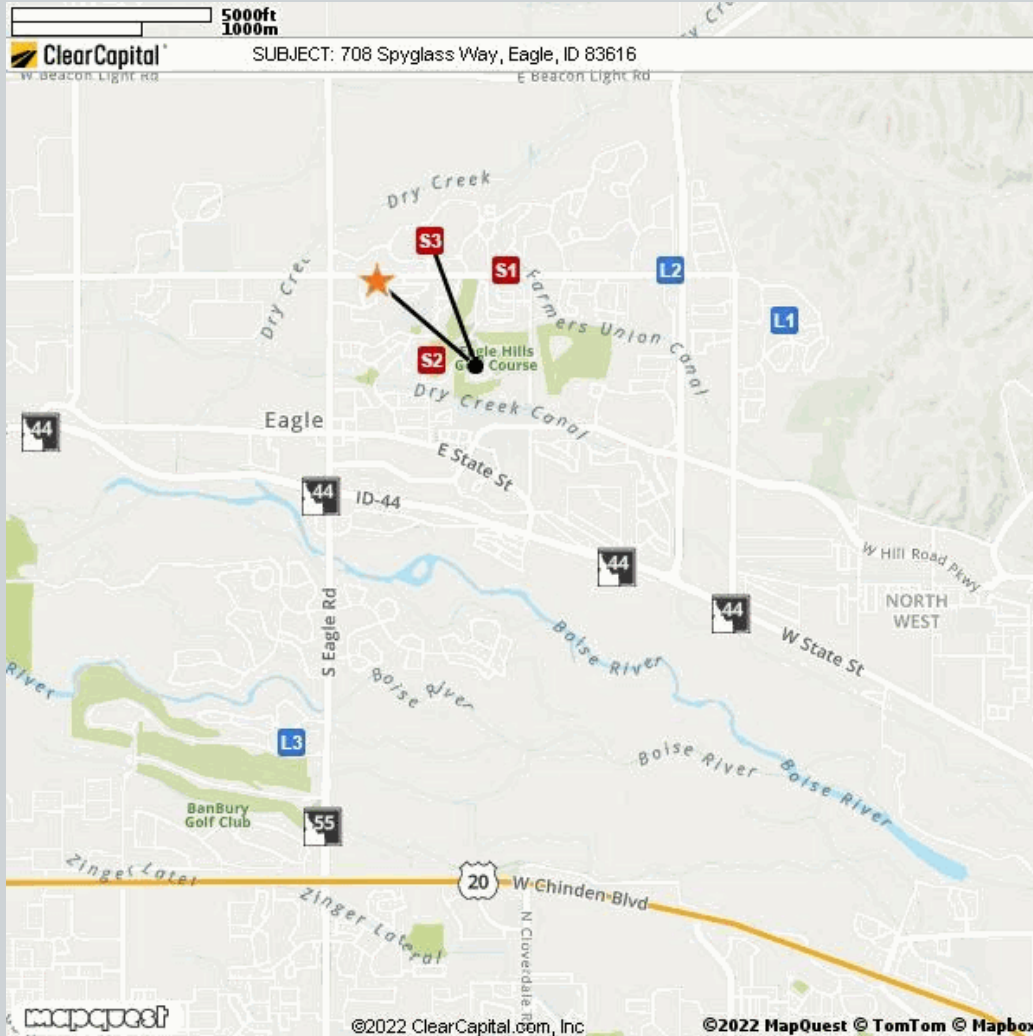 5000ft
1000m
ClearCapital
SUBJECT: 708 Spyglass Way, Eagle, ID 83616
W Beacon Light Rd
E Beacon Light Rd
Dry Creek
S3
S1
L2
Dry Cree
Farmers Union Canal
L1
S2
Eagle Hills
Golf Course
Dry Creek Canal
44
Eagle
E State St
44
ID-44
44
W Hill Road Pkwy
44
NORTH
WEST
S Eagle Rd
Boise River
W State St
River
Boise River
L3
Boise River
Boise River
BanBury
Golf Club
55
Zinger Later
20
W Chinden Blvd
Zinger Lateral
N Cloverdale R
mapquest
©2022 ClearCapital.com, Inc
©2022 MapQuest © TomTom © Mapbo